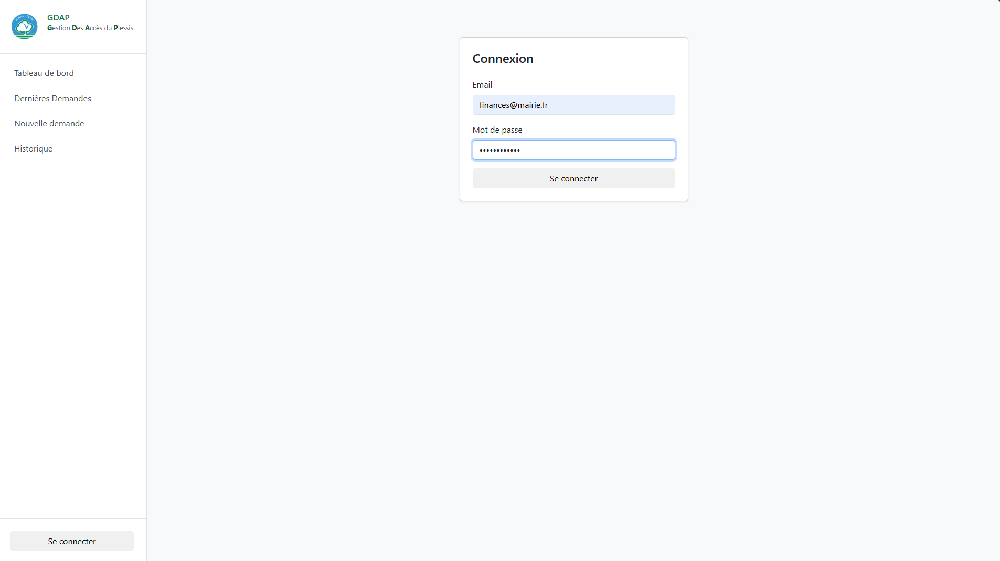 GDAP
Gestion Des Accès du Plessis
Tableau de bord
Dernières Demandes
Nouvelle demande
Historique
Se connecter
Connexion
Email
finances@mairie.fr
Mot de passe
••••••••••••
Se connecter